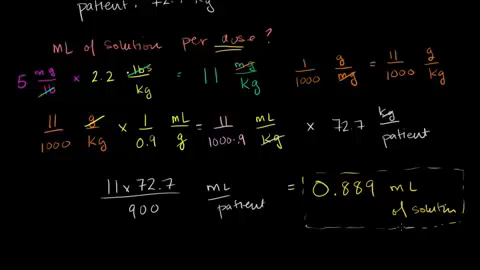 patient: 72.7 kg
mL of solution per dose?
5 mg/lb × 2.2 lbs/kg = 11 mg/kg 1/1000 g/mg = 11/1000 g/kg
11/1000 g/kg × 1/0.9 mL/g = 11/1000·.9 mL/kg × 72.7 kg/patient
11 × 72.7/900 mL/patient = 0.889 mL of solution